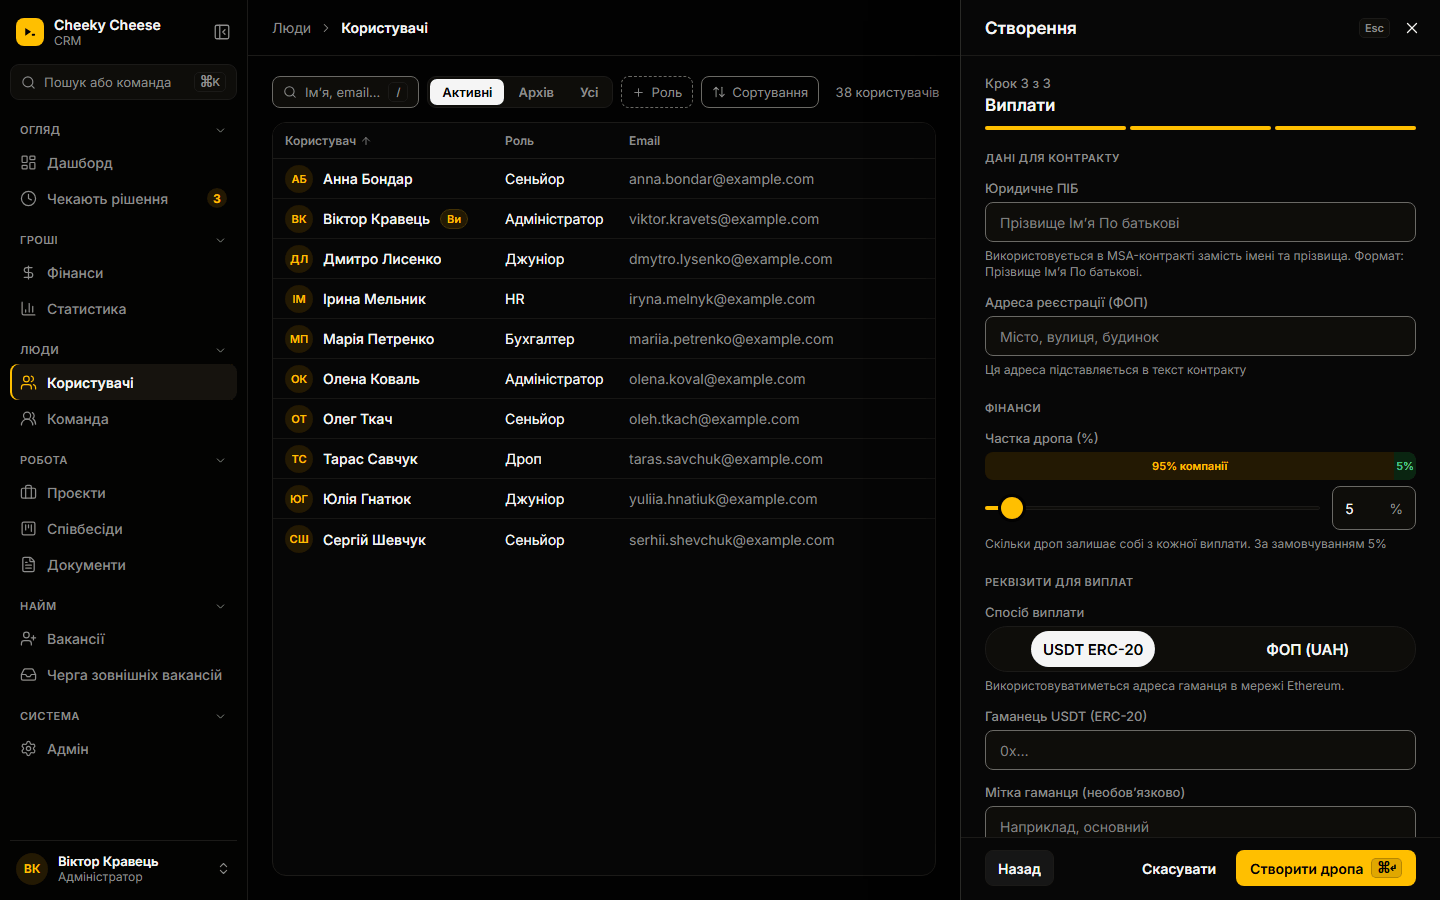 Cheeky Cheese
CRM
Пошук або команда ⌘K
ОГЛЯД
Дашборд
Чекають рішення 3
ГРОШІ
Фінанси
Статистика
ЛЮДИ
Користувачі
Команда
РОБОТА
Проєкти
Співбесіди
Документи
НАЙМ
Вакансії
Черга зовнішніх вакансій
СИСТЕМА
Адмін
ВК Віктор Кравець
Адміністратор
Люди > Користувачі
Ім’я, email... / Активні Архів Усі + Роль Сортування 38 користувачів
Користувач ↑ Роль Email
АБ Анна Бондар Сеньйор anna.bondar@example.com
ВК Віктор Кравець Ви Адміністратор viktor.kravets@example.com
ДЛ Дмитро Лисенко Джуніор dmytro.lysenko@example.com
ІМ Ірина Мельник HR iryna.melnyk@example.com
МП Марія Петренко Бухгалтер mariia.petrenko@example.com
ОК Олена Коваль Адміністратор olena.koval@example.com
ОТ Олег Ткач Сеньйор oleh.tkach@example.com
ТС Тарас Савчук Дроп taras.savchuk@example.com
ЮГ Юлія Гнатюк Джуніор yuliia.hnatiuk@example.com
СШ Сергій Шевчук Сеньйор serhii.shevchuk@example.com
Створення Esc
Крок 3 з 3
Виплати
ДАНІ ДЛЯ КОНТРАКТУ
Юридичне ПІБ
Прізвище Ім’я По батькові
Використовується в MSA-контракті замість імені та прізвища. Формат:
Прізвище Ім’я По батькові.
Адреса реєстрації (ФОП)
Місто, вулиця, будинок
Ця адреса підставляється в текст контракту
ФІНАНСИ
Частка дропа (%)
95% компанії 5%
5 %
Скільки дроп залишає собі з кожної виплати. За замовчуванням 5%
РЕКВІЗИТИ ДЛЯ ВИПЛАТ
Спосіб виплати
USDT ERC-20 ФОП (UAH)
Використовуватиметься адреса гаманця в мережі Ethereum.
Гаманець USDT (ERC-20)
0x...
Мітка гаманця (необов’язково)
Наприклад, основний
Назад Скасувати Створити дропа ⌘↵